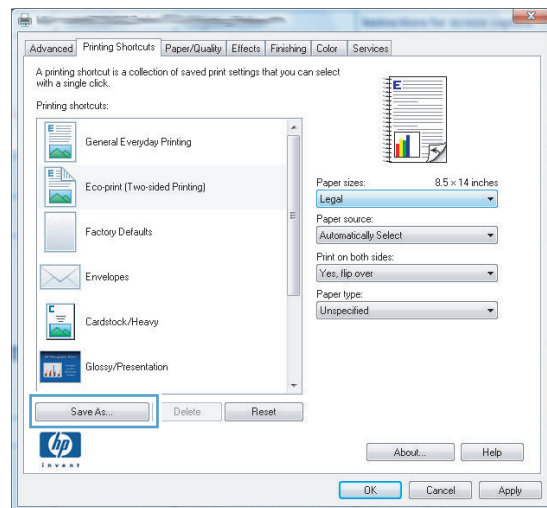 Advanced
Printing Shortcuts
Paper/Quality
Effects
Finishing
Color
Services
A printing shortcut is a collection of saved print settings that you can select
with a single click.
Printing shortcuts:
E
General Everyday Printing
E
Eco-print (Two-sided Printing)
Factory Defaults
Envelopes
E
Cardstock/Heavy
Glossy/Presentation
Save As...
Delete
Reset
E
Paper sizes: 8.5 × 14 inches
Legal
Paper source:
Automatically Select
Print on both sides:
Yes, flip over
Paper type:
Unspecified
hp
invent
About...
Help
OK
Cancel
Apply